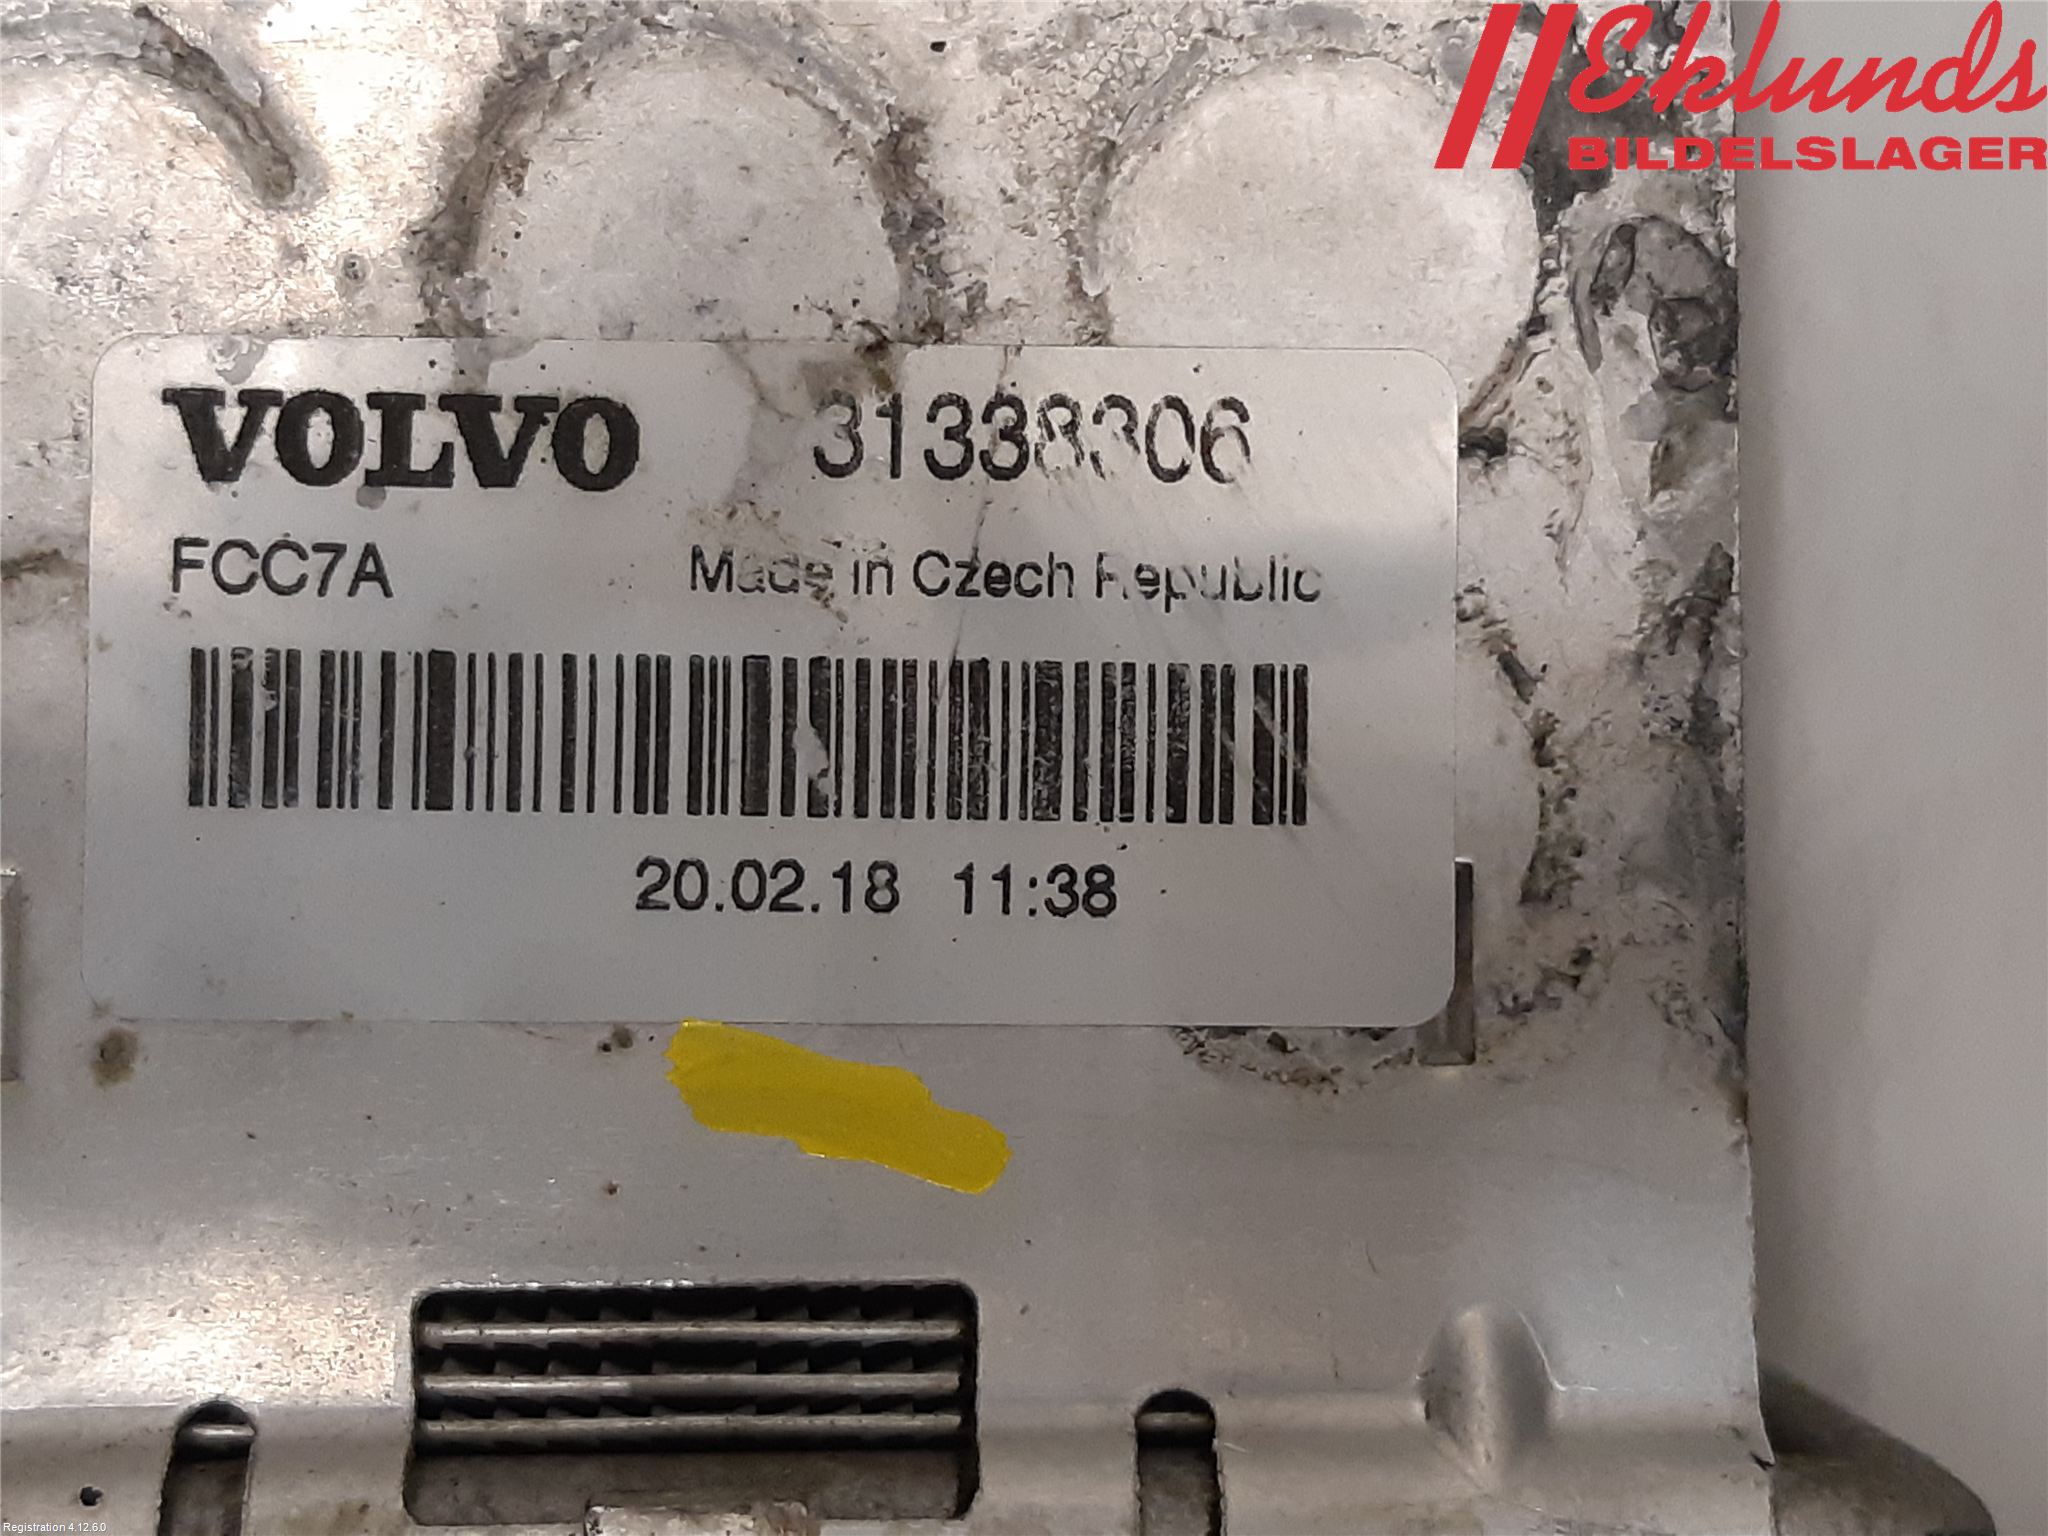 Eklunds
BILDELSLAGER
VOLVO 31338306
FCC7A Made in Czech Republic
20.02.18 11:38
Registration 4.12.6.0